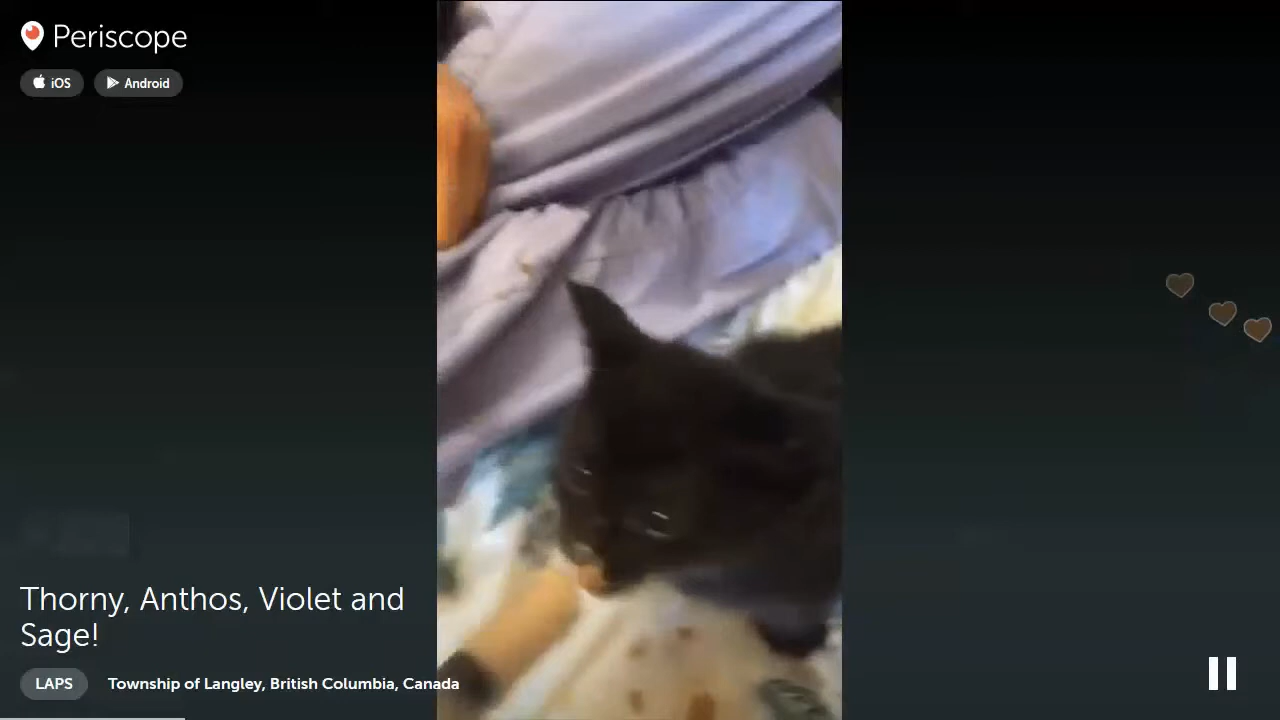 Periscope
iOS
Android
Thorny, Anthos, Violet and
Sage!
LAPS
Township of Langley, British Columbia, Canada